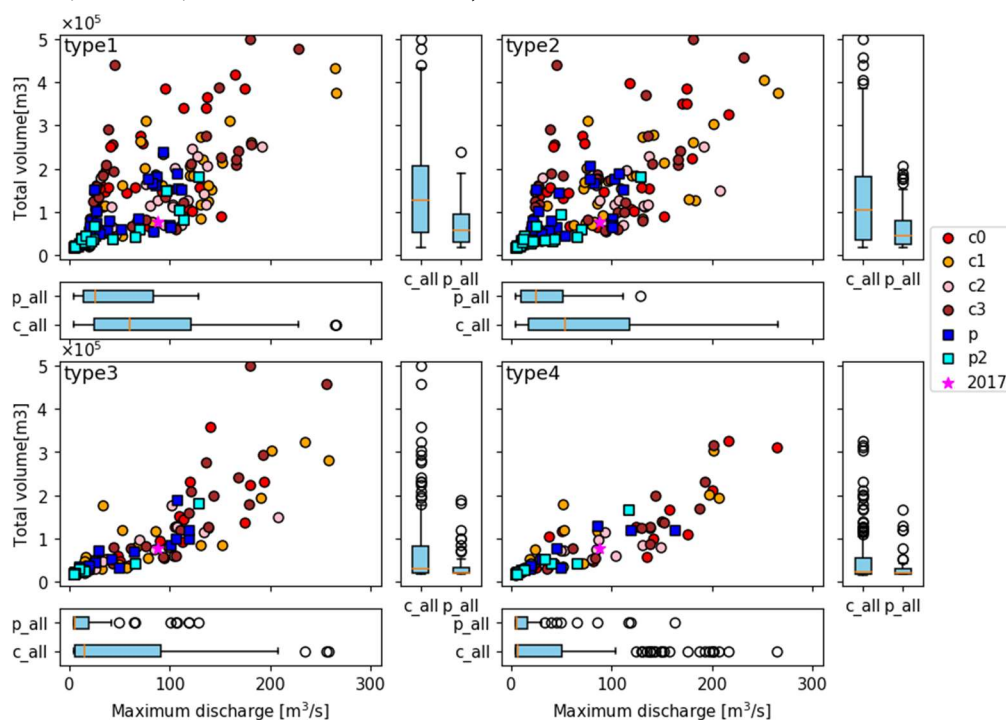 ×10⁵
type1
type2
5
4
3
2
1
0
Total volume[m3]
c_all p_all
c_all p_all
p_all
c_all
p_all
c_all
c0
c1
c2
c3
p
p2
2017
×10⁵
type3
type4
5
4
3
2
1
0
Total volume[m3]
c_all p_all
c_all p_all
p_all
c_all
p_all
c_all
0 100 200 300
0 100 200 300
Maximum discharge [m³/s]
Maximum discharge [m³/s]